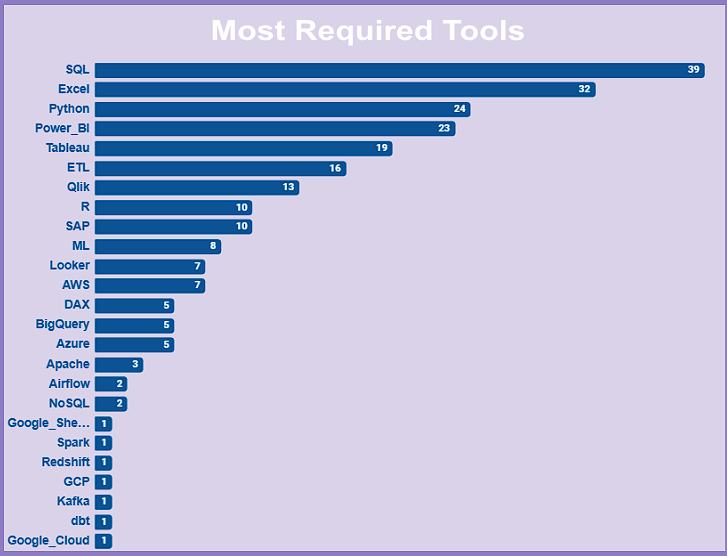 Most Required Tools
SQL 39
Excel 32
Python 24
Power_BI 23
Tableau 19
ETL 16
Qlik 13
R 10
SAP 10
ML 8
Looker 7
AWS 7
DAX 5
BigQuery 5
Azure 5
Apache 3
Airflow 2
NoSQL 2
Google_She... 1
Spark 1
Redshift 1
GCP 1
Kafka 1
dbt 1
Google_Cloud 1